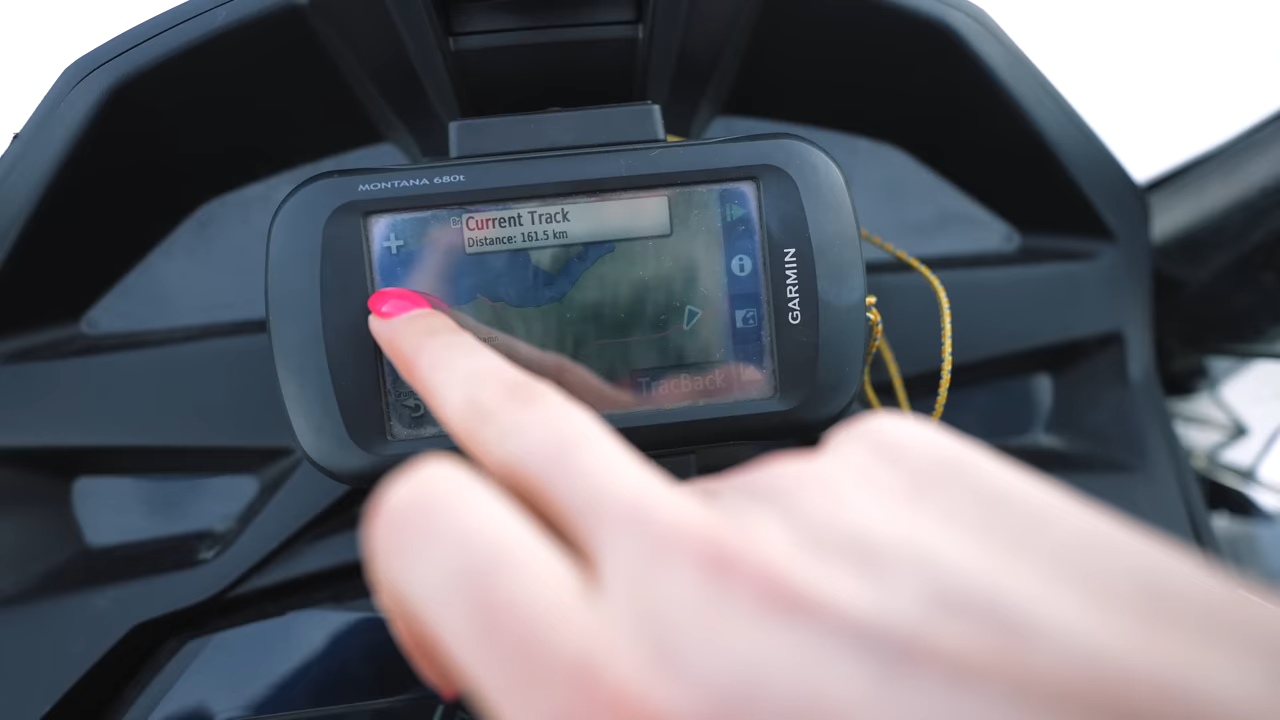 MONTANA 680t
Current Track
Distance: 161.5 km
GARMIN
TracBack